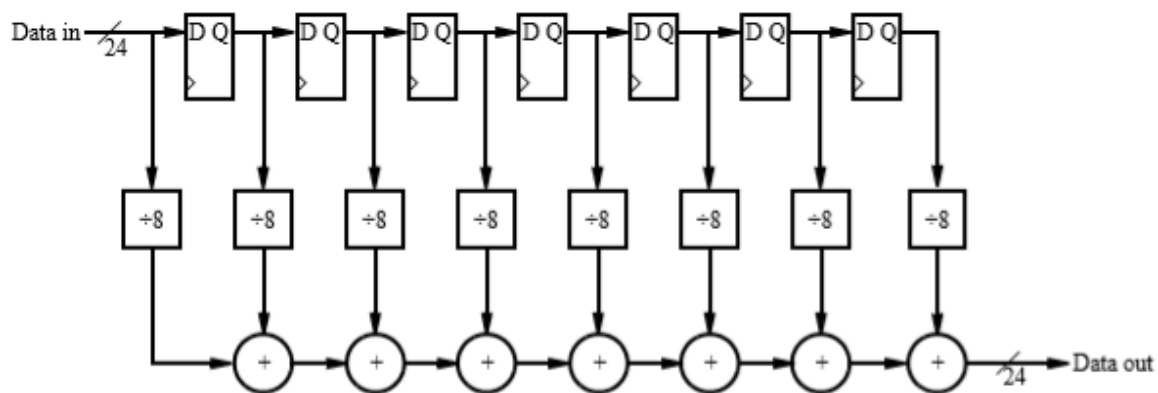 Data in 24 D Q D Q D Q D Q D Q D Q D Q
÷8 ÷8 ÷8 ÷8 ÷8 ÷8 ÷8 ÷8
+ + + + + + + 24 Data out